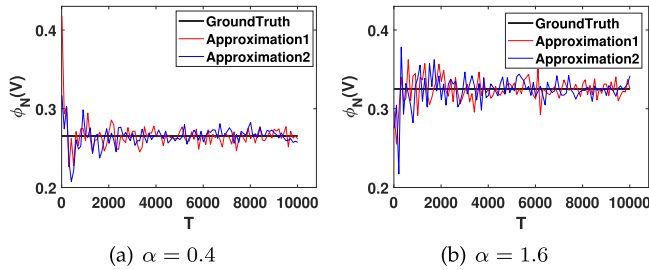 0.4
0.3
0.2
ϕN(V)
GroundTruth
Approximation1
Approximation2
0 2000 4000 6000 8000 10000
T
(a) α = 0.4
0.4
0.3
0.2
ϕN(V)
GroundTruth
Approximation1
Approximation2
0 2000 4000 6000 8000 10000
T
(b) α = 1.6